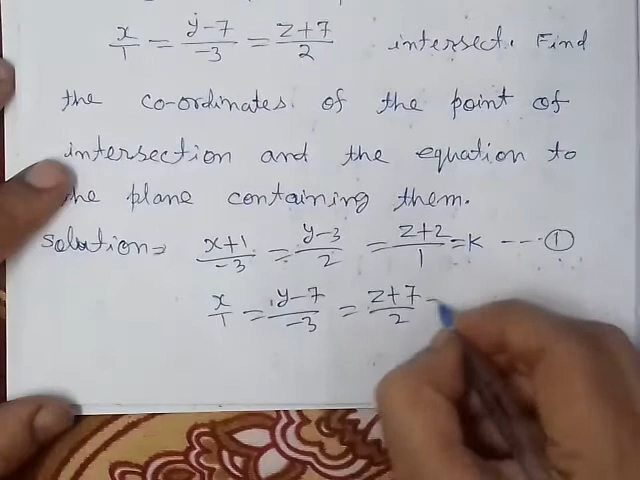 x/1 = y-7/-3 = z+7/2 intersect. Find
the co-ordinates of the point of
intersection and the equation to
the plane containing them.
Solution⇒ x+1/-3 = y-3/2 = z+2/1 = K --- ①
x/1 = y-7/-3 = z+7/2 -